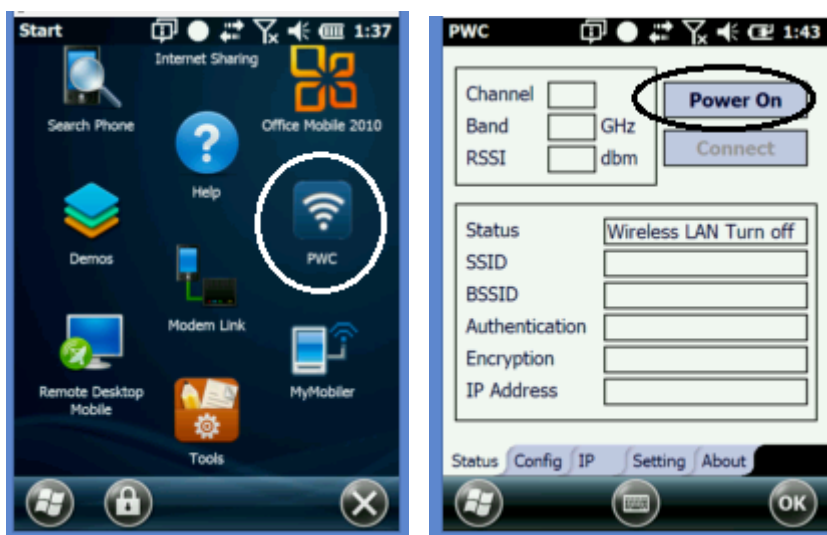 Start 1:37
Internet Sharing
Search Phone
Office Mobile 2010
Help
Demos
PWC
Modem Link
Remote Desktop
Mobile
MyMobiler
Tools
PWC 1:43
Channel
Power On
Band GHz
RSSI dbm
Connect
Status Wireless LAN Turn off
SSID
BSSID
Authentication
Encryption
IP Address
Status Config IP Setting About
OK